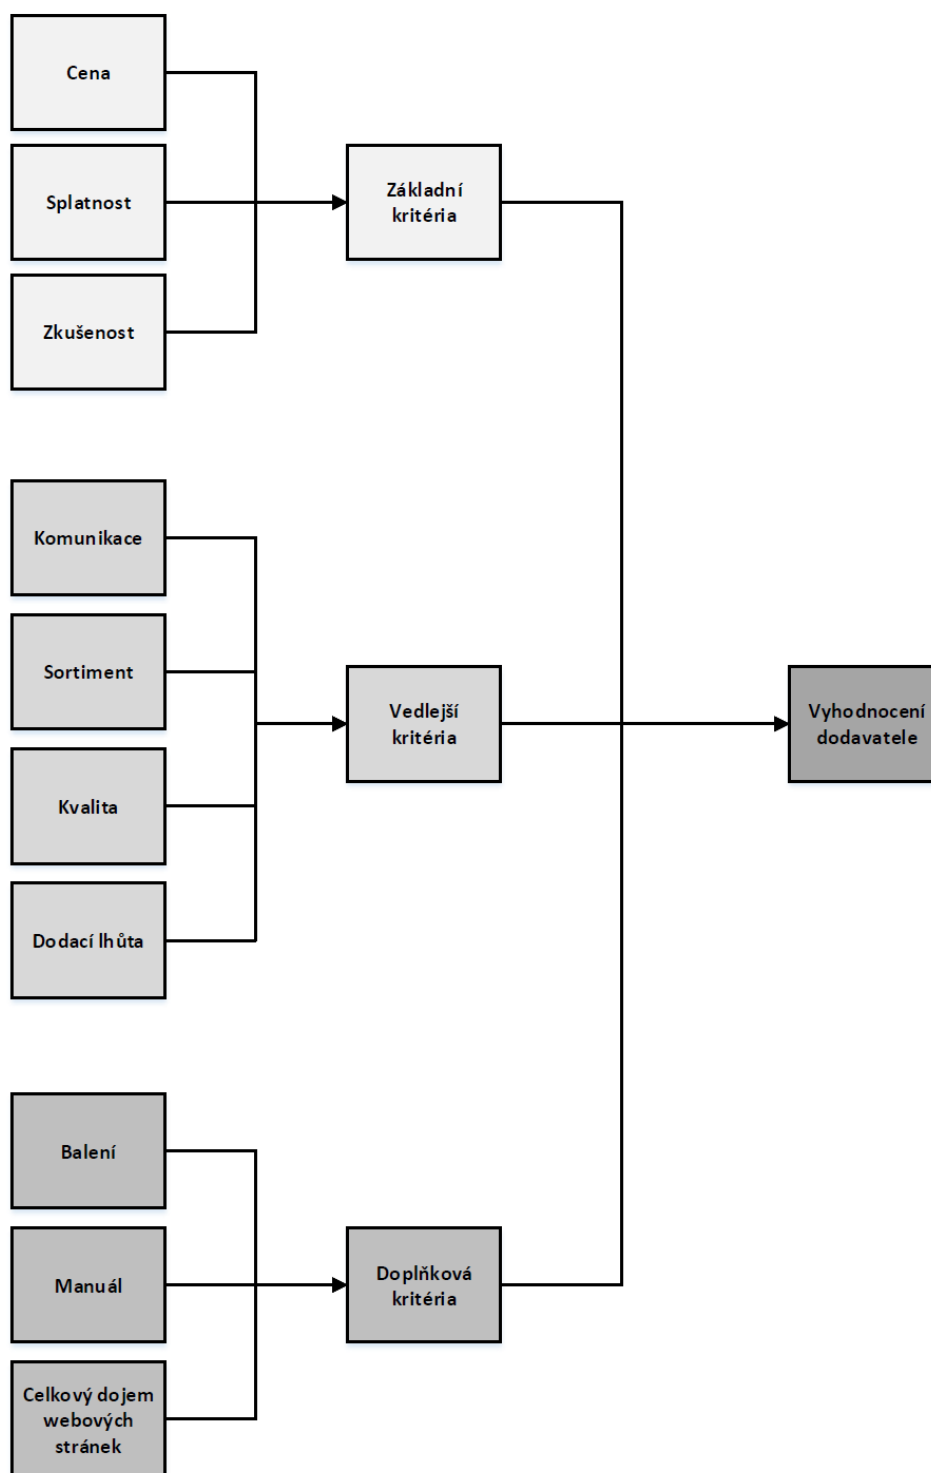 Cena
Splatnost
Zkušenost
Základní
kritéria
Komunikace
Sortiment
Kvalita
Dodací lhůta
Vedlejší
kritéria
Vyhodnocení
dodavatele
Balení
Manuál
Celkový dojem
webových
stránek
Doplňková
kritéria